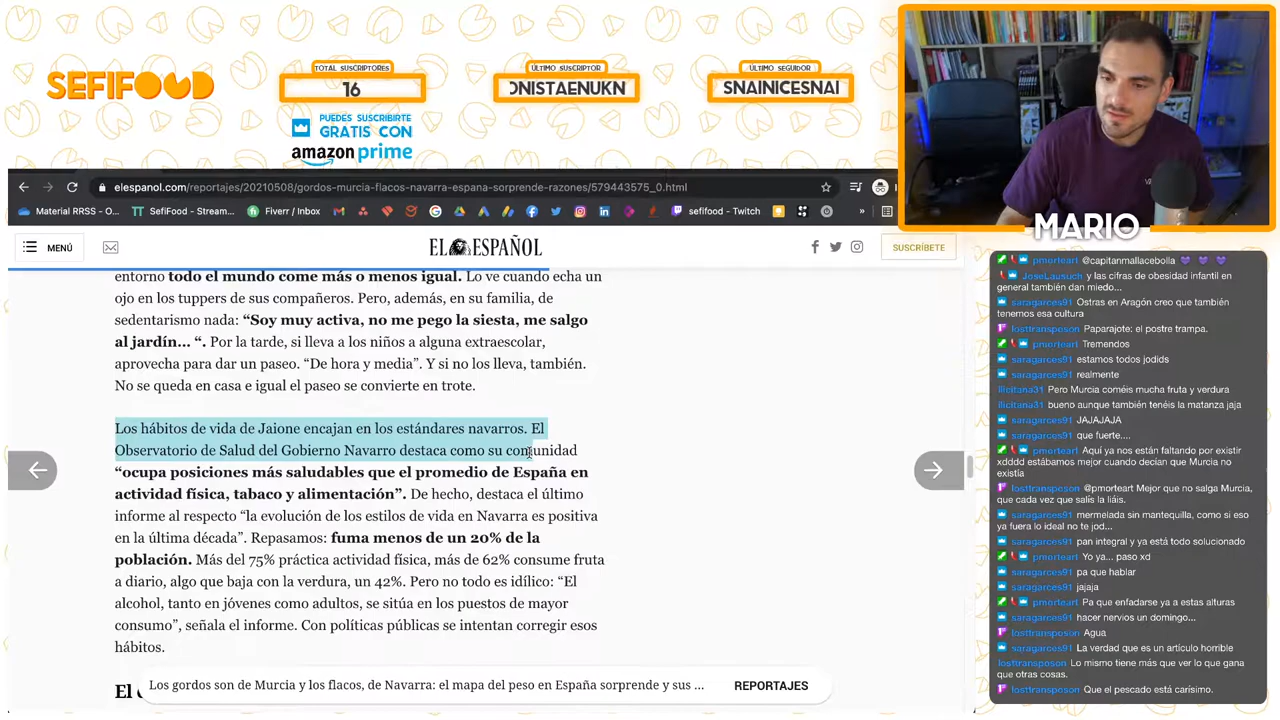 SEFIFOOD
TOTAL SUSCRIPTORES
16
ÚLTIMO SUSCRIPTOR
ONISTAENUKN
ÚLTIMO SEGUIDOR
SNAINICESNAI
PUEDES SUSCRIBIRTE
GRATIS CON
amazon prime
elespanol.com/reportajes/20210508/gordos-murcia-flacos-navarra-espana-sorprende-razones/579443575_0.html
Material RRSS - O...
SefiFood - Stream...
Fiverr / Inbox
sefifood - Twitch
»
MENÚ
EL ESPAÑOL
SUSCRÍBETE
entorno todo el mundo come más o menos igual. Lo ve cuando echa un
ojo en los tuppers de sus compañeros. Pero, además, en su familia, de
sedentarismo nada: “Soy muy activa, no me pego la siesta, me salgo
al jardín... “. Por la tarde, si lleva a los niños a alguna extraescolar,
aprovecha para dar un paseo. “De hora y media”. Y si no los lleva, también.
No se queda en casa e igual el paseo se convierte en trote.
Los hábitos de vida de Jaione encajan en los estándares navarros. El
Observatorio de Salud del Gobierno Navarro destaca como su comunidad
“ocupa posiciones más saludables que el promedio de España en
actividad física, tabaco y alimentación”. De hecho, destaca el último
informe al respecto “la evolución de los estilos de vida en Navarra es positiva
en la última década”. Repasamos: fuma menos de un 20% de la
población. Más del 75% práctica actividad física, más de 62% consume fruta
a diario, algo que baja con la verdura, un 42%. Pero no todo es idílico: “El
alcohol, tanto en jóvenes como adultos, se sitúa en los puestos de mayor
consumo”, señala el informe. Con políticas públicas se intentan corregir esos
hábitos.
El
Los gordos son de Murcia y los flacos, de Navarra: el mapa del peso en España sorprende y sus ...
REPORTAJES
MARIO
pmorteart @capitanmallacebolla
JoseLausuch y las cifras de obesidad infantil en
general también dan miedo...
saragarces91 Ostras en Aragón creo que también
tenemos esa cultura
losttransposon Paparajote: el postre trampa.
pmorteart Tremendos
saragarces91 estamos todos jodids
saragarces91 realmente
illicitana31 Pero Murcia coméis mucha fruta y verdura
illicitana31 bueno aunque también tenéis la matanza jaja
saragarces91 JAJAJAJA
saragarces91 que fuerte....
pmorteart Aquí ya nos están faltando por existir
xdddd estábamos mejor cuando decían que Murcia no
existía
losttransposon @pmorteart Mejor que no salga Murcia,
que cada vez que salís la liáis.
saragarces91 mermelada sin mantequilla, como si eso
ya fuera lo ideal no te jod...
saragarces91 pan integral y ya está todo solucionado
pmorteart Yo ya... paso xd
saragarces91 pa que hablar
saragarces91 jajaja
pmorteart Pa que enfadarse ya a estas alturas
saragarces91 hacer nervios un domingo...
losttransposon Agua
saragarces91 La verdad que es un artículo horrible
losttransposon Lo mismo tiene más que ver lo que gana
que otras cosas.
losttransposon Que el pescado está carísimo.